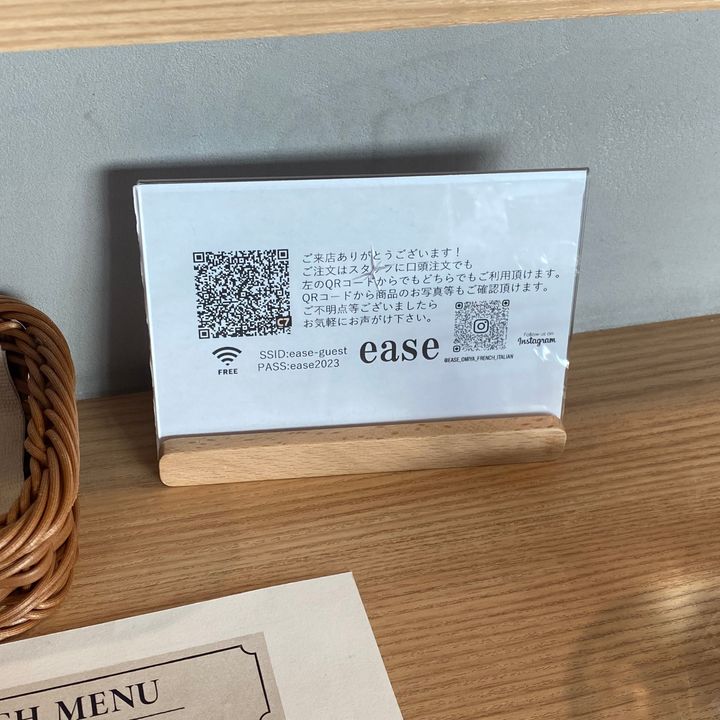 ご来店ありがとうございます！
ご注文はスタッフに口頭注文でも
左のQRコードからでもどちらでもご利用頂けます。
QRコードから商品のお写真等もご確認頂けます。
ご不明点等ございましたら
お気軽にお声がけ下さい。
FREE
SSID:ease-guest
PASS:ease2023
ease
@EASE_OMIYA_FRENCH_ITALIAN
Follow us on
Instagram
CH MENU